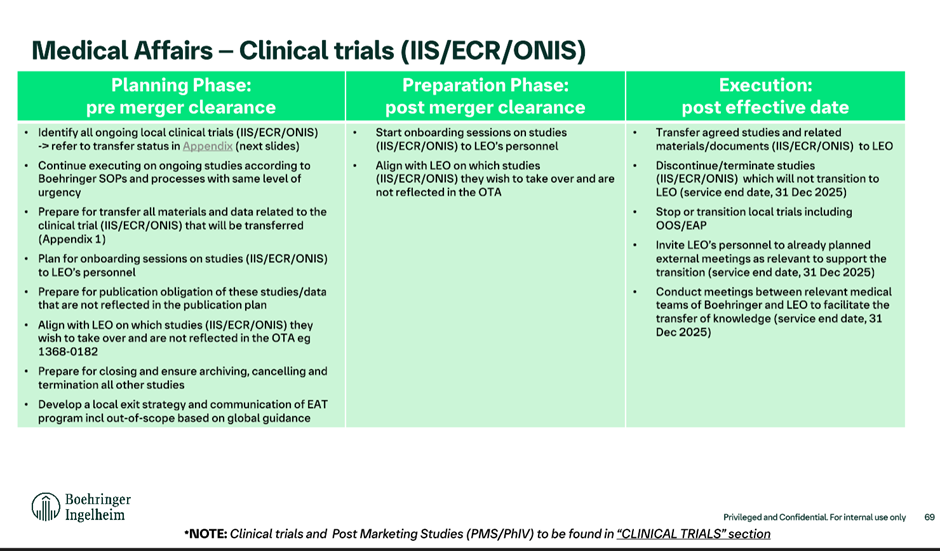 Medical Affairs – Clinical trials (IIS/ECR/ONIS)
Planning Phase:
pre merger clearance
• Identify all ongoing local clinical trials (IIS/ECR/ONIS)
-> refer to transfer status in Appendix (next slides)
• Continue executing on ongoing studies according to
Boehringer SOPs and processes with same level of
urgency
• Prepare for transfer all materials and data related to the
clinical trial (IIS/ECR/ONIS) that will be transferred
(Appendix 1)
• Plan for onboarding sessions on studies (IIS/ECR/ONIS)
to LEO's personnel
• Prepare for publication obligation of these studies/data
that are not reflected in the publication plan
• Align with LEO on which studies (IIS/ECR/ONIS) they
wish to take over and are not reflected in the OTA eg
1368-0182
• Prepare for closing and ensure archiving, cancelling and
termination all other studies
• Develop a local exit strategy and communication of EAT
program incl out-of-scope based on global guidance
Preparation Phase:
post merger clearance
• Start onboarding sessions on studies
(IIS/ECR/ONIS) to LEO's personnel
• Align with LEO on which studies
(IIS/ECR/ONIS) they wish to take over and are
not reflected in the OTA
Execution:
post effective date
• Transfer agreed studies and related
materials/documents (IIS/ECR/ONIS) to LEO
• Discontinue/terminate studies
(IIS/ECR/ONIS) which will not transition to
LEO (service end date, 31 Dec 2025)
• Stop or transition local trials including
OOS/EAP
• Invite LEO's personnel to already planned
external meetings as relevant to support the
transition (service end date, 31 Dec 2025)
• Conduct meetings between relevant medical
teams of Boehringer and LEO to facilitate the
transfer of knowledge (service end date, 31
Dec 2025)
Boehringer
Ingelheim
Privileged and Confidential. For internal use only 69
*NOTE: Clinical trials and Post Marketing Studies (PMS/PhIV) to be found in "CLINICAL TRIALS" section